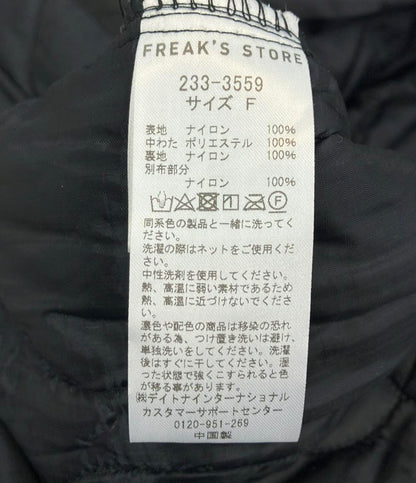 FREAK'S STORE
233-3559
サイズ F
表地 ナイロン 100%
中わた ポリエステル 100%
裏地 ナイロン 100%
別布部分
ナイロン 100%
同系色の製品と一緒に洗ってく
ださい。
洗濯の際はネットをご使用くだ
さい。
中性洗剤を使用してください。
熱、高温に弱い素材であるため
熱、高温に近づけないでくださ
い。
濃色や配色の商品は移染の恐れ
がある為、つけ置き洗いは避け、
単独洗いをしてください。洗濯
後はすぐに干してください。湿
った状態で強くこすられると色
が移る事があります。
㈱デイトナインターナショナル
カスタマーサポートセンター
0120-951-269
中国製